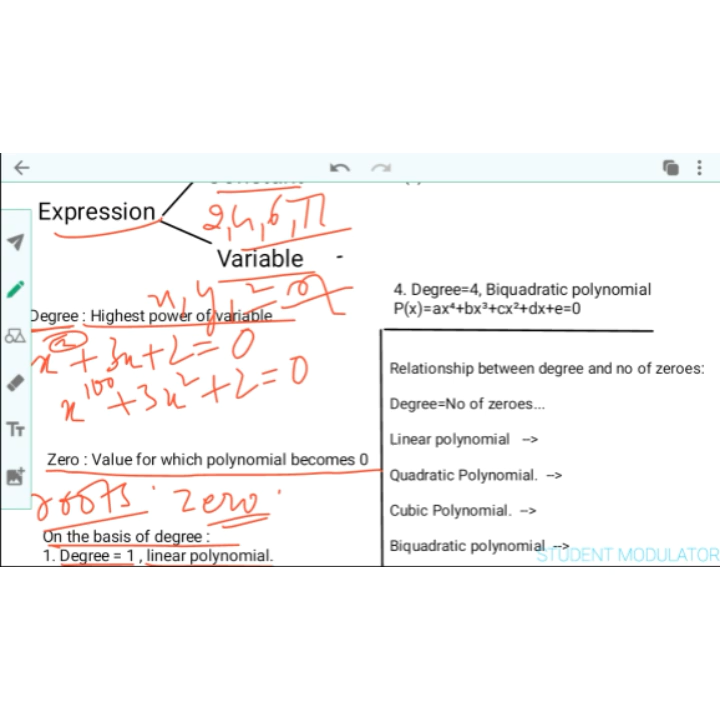 Constant
Expression
2,4,6,π
Variable -
x, y, z = 
Degree : Highest power of variable
x² + 3x+2=0
x¹⁰⁰+3x²+2=0
Zero : Value for which polynomial becomes 0
roots. zero.
On the basis of degree :
1. Degree = 1 , linear polynomial.
4. Degree=4, Biquadratic polynomial
P(x)=ax⁴+bx³+cx²+dx+e=0
Relationship between degree and no of zeroes:
Degree=No of zeroes...
Linear polynomial -->
Quadratic Polynomial. -->
Cubic Polynomial. -->
Biquadratic polynomial -->
STUDENT MODULATOR